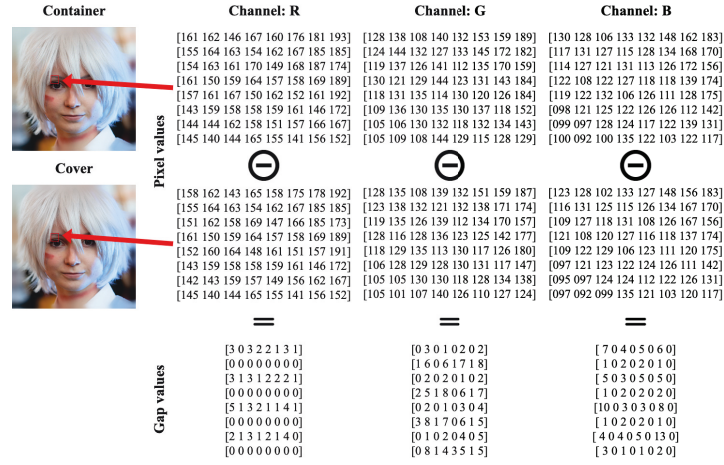 Container Channel: R Channel: G Channel: B
[161 162 146 167 160 176 181 193] [128 138 108 140 132 153 159 189] [130 128 106 133 132 148 162 183]
[155 164 163 154 162 167 185 185] [124 144 132 127 133 145 172 182] [117 131 127 115 128 134 168 170]
[154 163 161 170 149 168 187 174] [119 137 126 141 112 135 170 159] [114 127 121 131 113 126 172 156]
[161 150 159 164 157 158 169 189] [130 121 129 144 123 131 143 184] [122 108 122 127 118 118 139 174]
[157 161 167 150 162 152 161 192] [118 131 135 114 130 120 126 184] [119 122 132 106 126 111 128 175]
[143 159 158 158 159 161 146 172] [109 136 130 135 130 137 118 152] [098 121 125 122 126 126 112 142]
[144 144 162 158 151 157 166 167] [105 106 130 132 118 132 134 143] [099 097 128 124 117 122 139 131]
[145 140 144 165 155 141 156 152] [105 109 108 144 129 115 128 129] [100 092 100 135 122 103 122 117]
Pixel values
Cover
[158 162 143 165 158 175 178 192] [128 135 108 139 132 151 159 187] [123 128 102 133 127 148 156 183]
[155 164 163 154 162 167 185 185] [123 138 132 121 132 138 171 174] [116 131 125 115 126 134 167 170]
[151 162 158 169 147 166 185 173] [119 135 126 139 112 134 170 157] [109 127 118 131 108 126 167 156]
[161 150 159 164 157 158 169 189] [128 116 128 136 123 125 142 177] [121 108 120 127 116 118 137 174]
[152 160 164 148 161 151 157 191] [118 129 135 113 130 117 126 180] [109 122 129 106 123 111 120 175]
[143 159 158 158 159 161 146 172] [106 128 129 128 130 131 117 147] [097 121 123 122 124 126 111 142]
[142 143 159 157 149 156 162 167] [105 105 130 130 118 128 134 138] [095 097 124 124 112 122 126 131]
[145 140 144 165 155 141 156 152] [105 101 107 140 126 110 127 124] [097 092 099 135 121 103 120 117]
Gap values
[3 0 3 2 2 1 3 1] [0 3 0 1 0 2 0 2] [ 7 0 4 0 5 0 6 0]
[0 0 0 0 0 0 0 0] [1 6 0 6 1 7 1 8] [ 1 0 2 0 2 0 1 0]
[3 1 3 1 2 2 2 1] [0 2 0 2 0 1 0 2] [ 5 0 3 0 5 0 5 0]
[0 0 0 0 0 0 0 0] [2 5 1 8 0 6 1 7] [ 1 0 2 0 2 0 2 0]
[5 1 3 2 1 1 4 1] [0 2 0 1 0 3 0 4] [10 0 3 0 3 0 8 0]
[0 0 0 0 0 0 0 0] [3 8 1 7 0 6 1 5] [ 1 0 2 0 2 0 1 0]
[2 1 3 1 2 1 4 0] [0 1 0 2 0 4 0 5] [ 4 0 4 0 5 0 13 0]
[0 0 0 0 0 0 0 0] [0 8 1 4 3 5 1 5] [ 3 0 1 0 1 0 2 0]